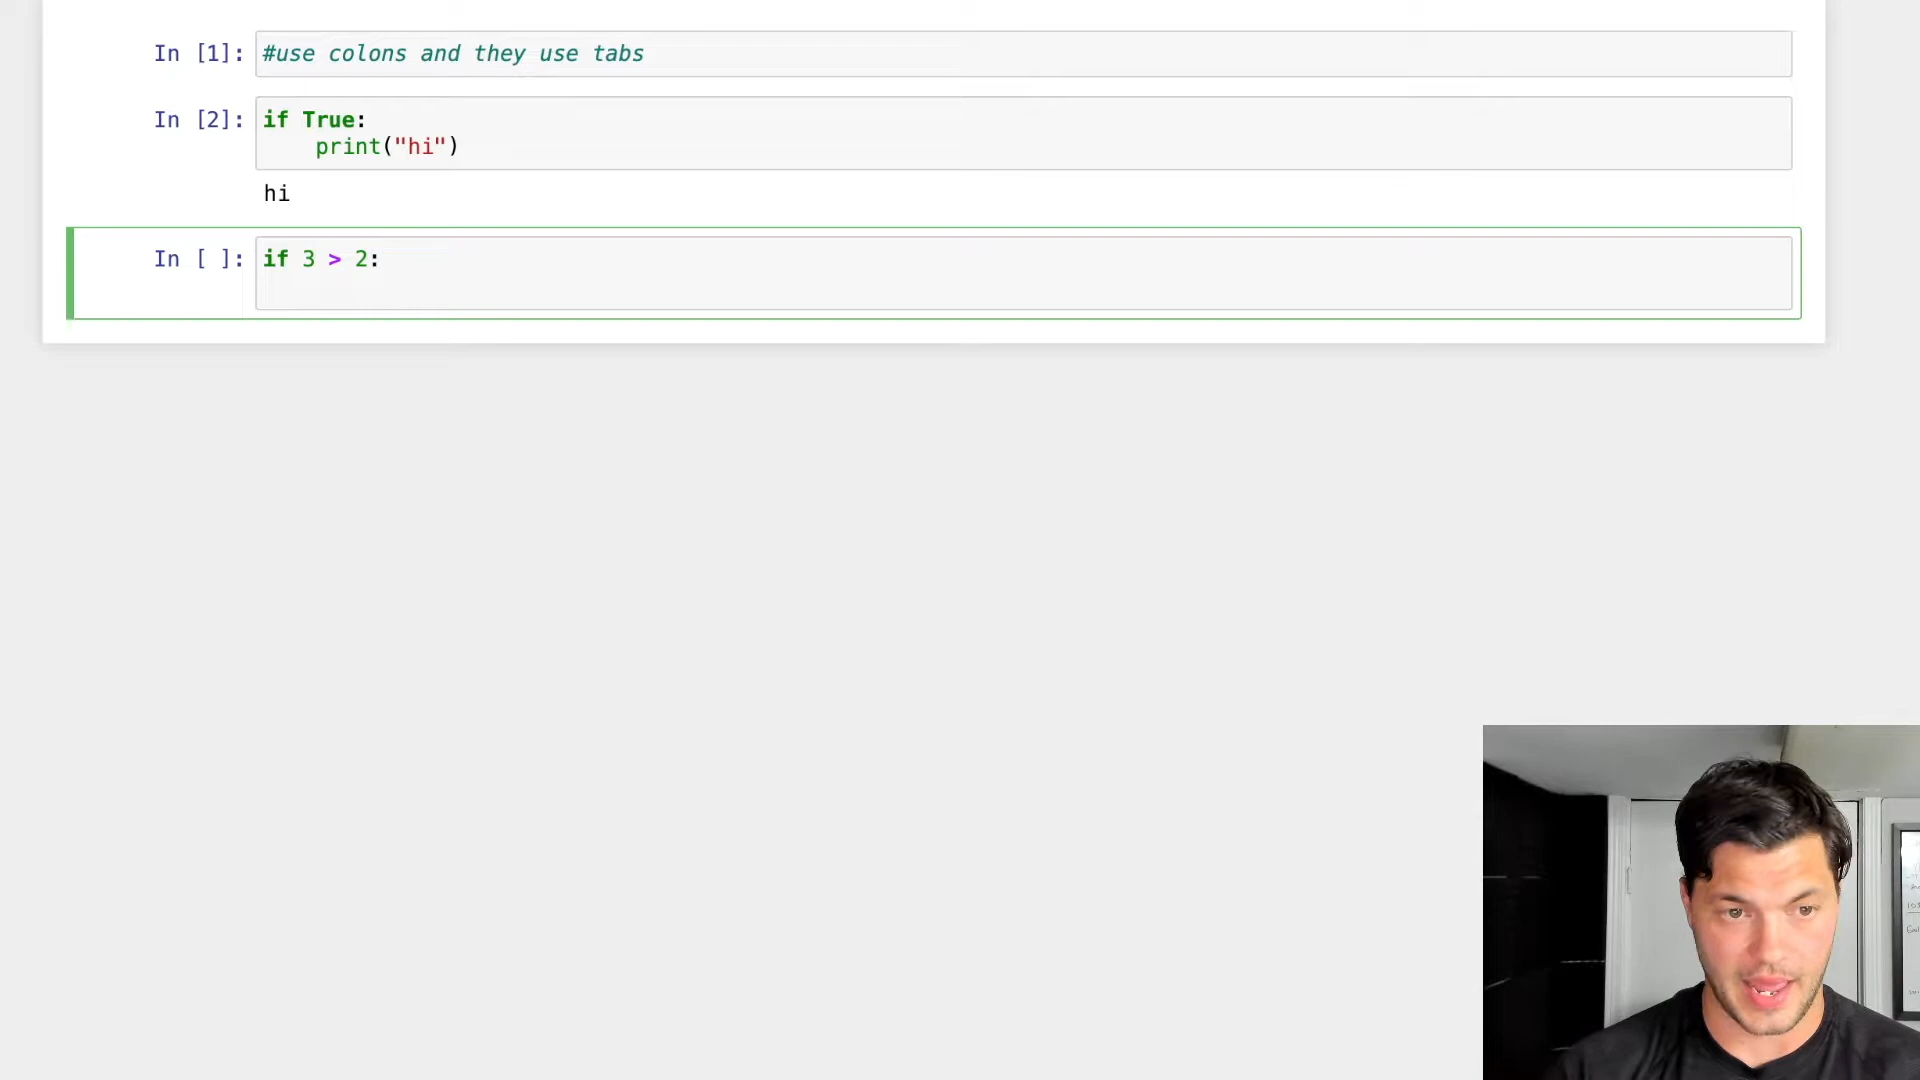 In [1]: #use colons and they use tabs
In [2]: if True:
print("hi")
hi
In [ ]: if 3 > 2: